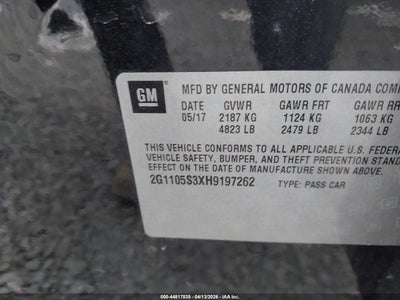 GM
MFD BY GENERAL MOTORS OF CANADA COMP
DATE GVWR GAWR FRT GAWR RR
05/17 2187 KG 1124 KG 1063 KG
4823 LB 2479 LB 2344 LB
THIS VEHICLE CONFORMS TO ALL APPLICABLE U.S. FEDERA
VEHICLE SAFETY, BUMPER, AND THEFT PREVENTION STAND
EFFECT ON THE DATE OF MANUFACTURE SHOWN ABOVE.
2G1105S3XH9197262 TYPE: PASS CAR
000-44817835 - 04/13/2026 - IAA, Inc.